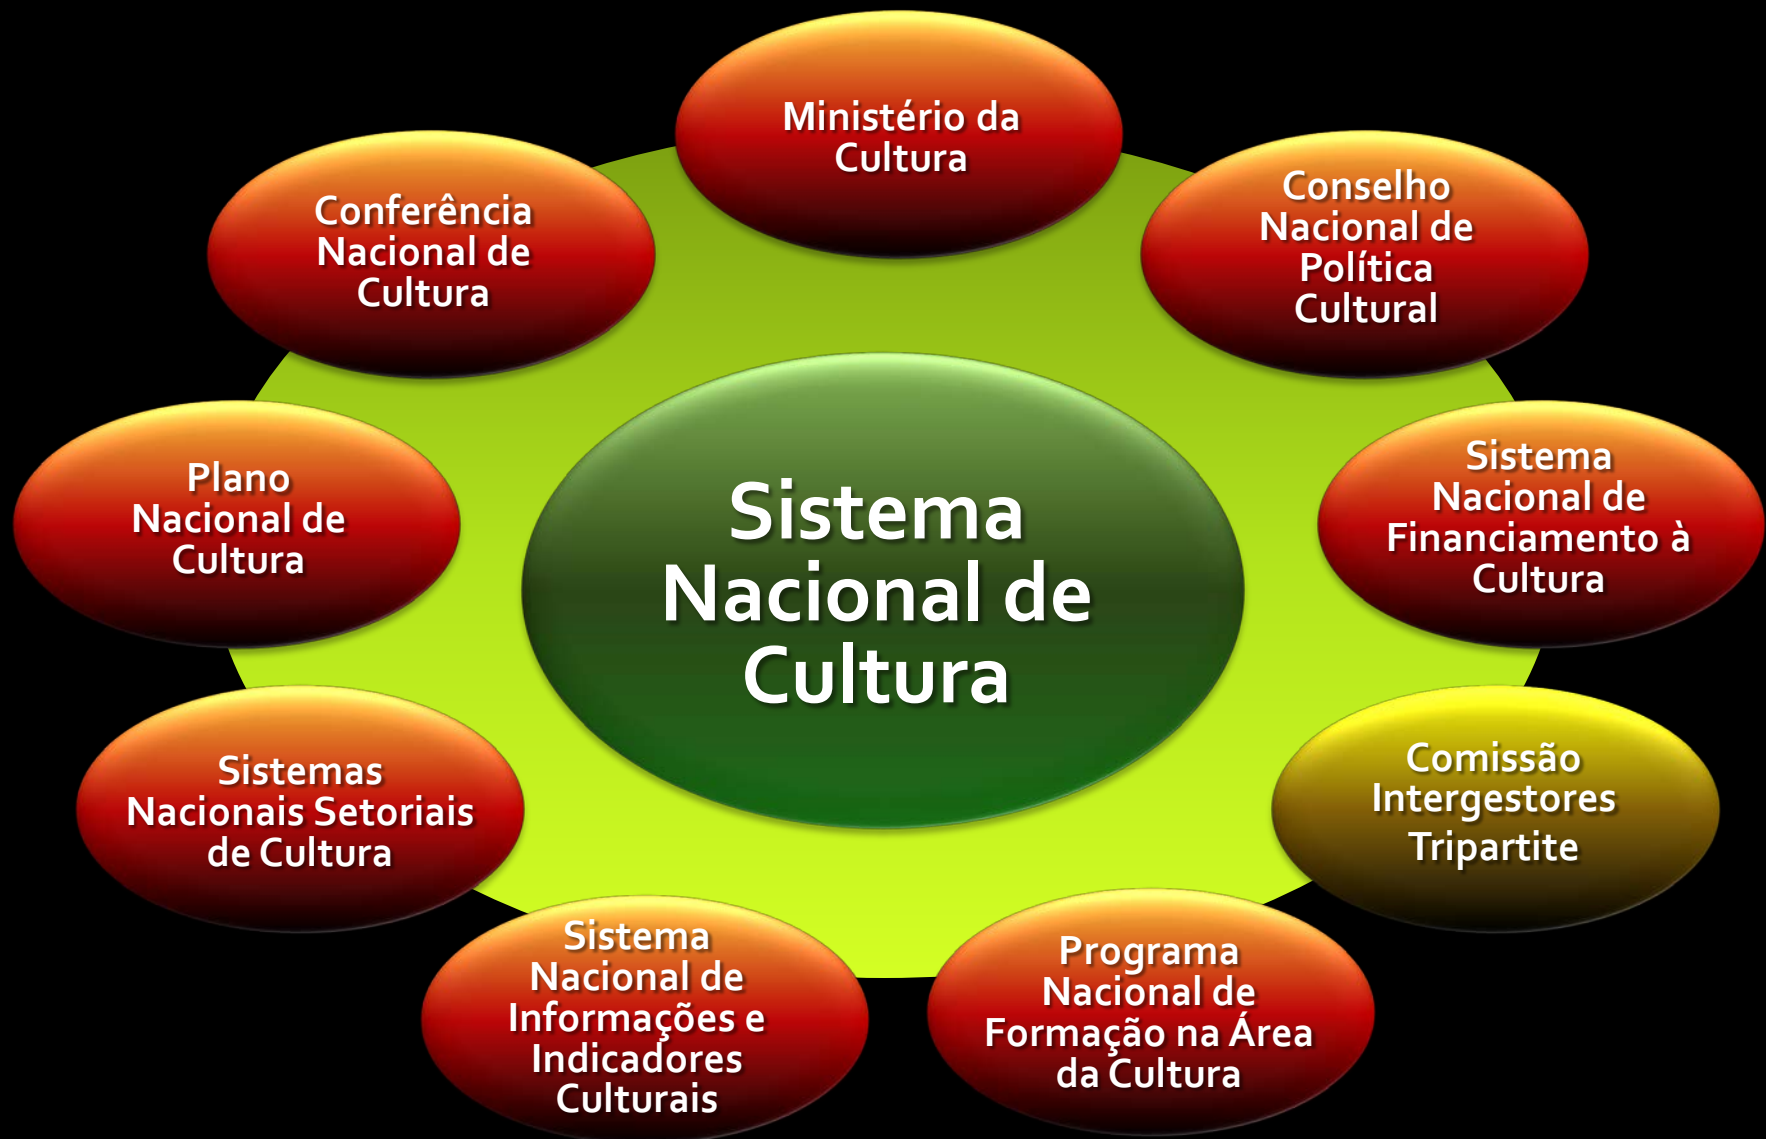 Ministério da
Cultura
Conferência
Nacional de
Cultura
Conselho
Nacional de
Política
Cultural
Plano
Nacional de
Cultura
Sistema
Nacional de
Cultura
Sistema
Nacional de
Financiamento à
Cultura
Sistemas
Nacionais Setoriais
de Cultura
Comissão
Intergestores
Tripartite
Sistema
Nacional de
Informações e
Indicadores
Culturais
Programa
Nacional de
Formação na Área
da Cultura